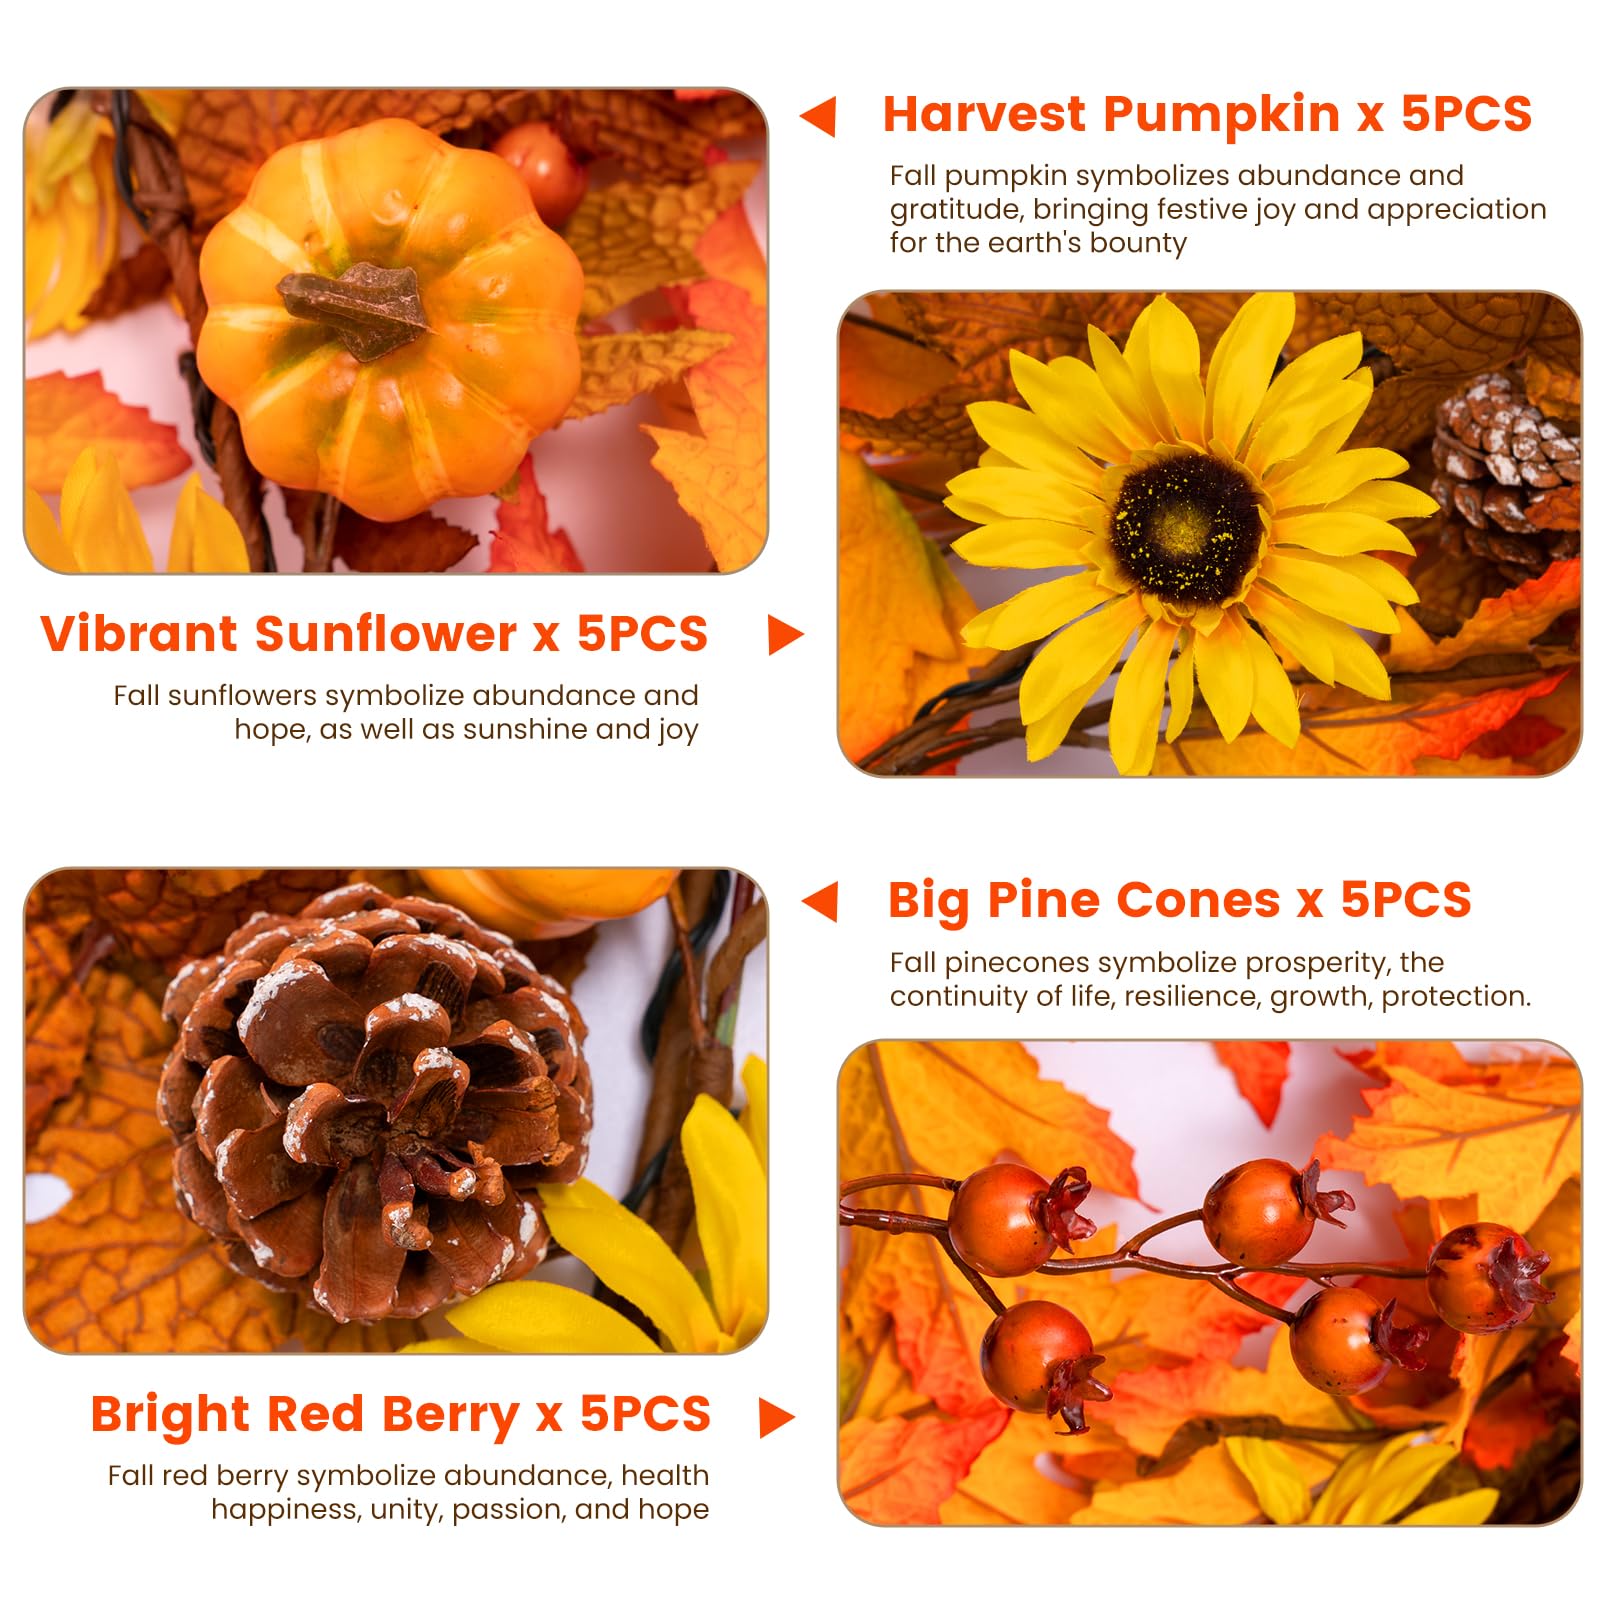 Harvest Pumpkin x 5PCS
Fall pumpkin symbolizes abundance and
gratitude, bringing festive joy and appreciation
for the earth's bounty
Vibrant Sunflower x 5PCS
Fall sunflowers symbolize abundance and
hope, as well as sunshine and joy
Big Pine Cones x 5PCS
Fall pinecones symbolize prosperity, the
continuity of life, resilience, growth, protection.
Bright Red Berry x 5PCS
Fall red berry symbolize abundance, health
happiness, unity, passion, and hope